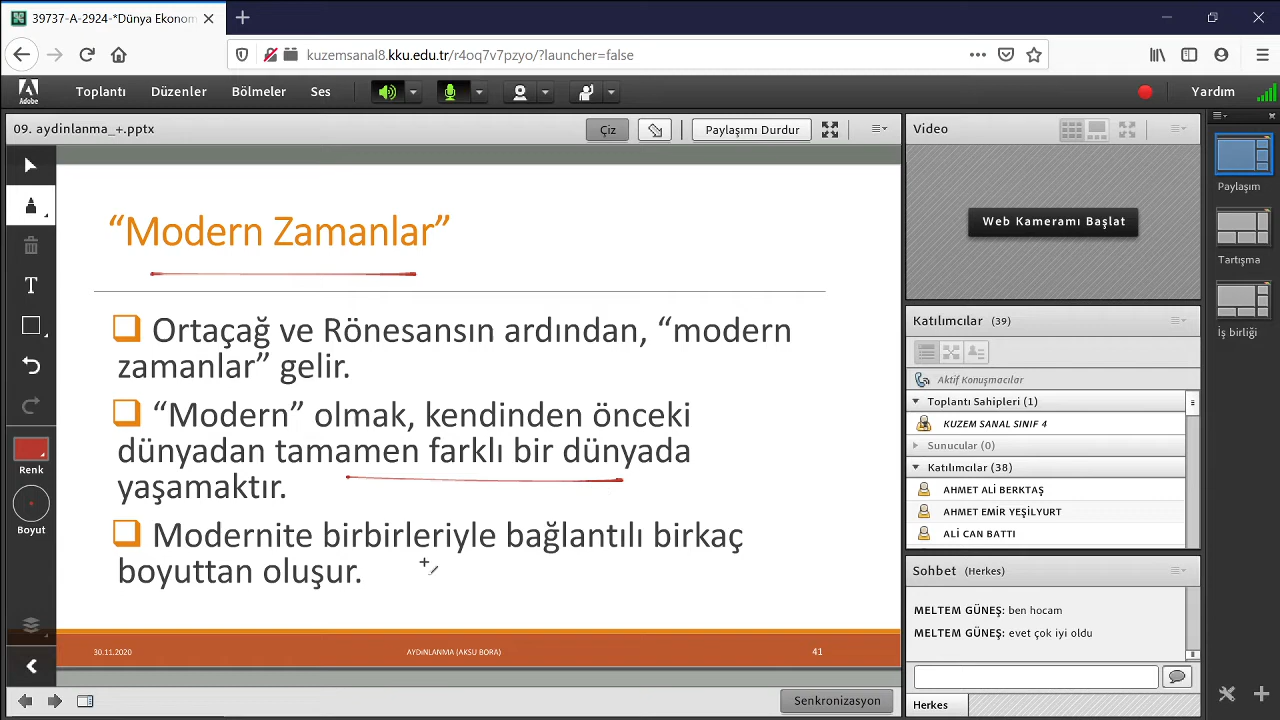 39737-A-2924-*Dünya Ekonom
kuzemsanal8.kku.edu.tr/r4oq7v7pzyo/?launcher=false
Adobe
Toplantı
Düzenler
Bölmeler
Ses
Yardım
09. aydinlanma_+.pptx
Çiz
Paylaşımı Durdur
“Modern Zamanlar”
Ortaçağ ve Rönesansın ardından, “modern
zamanlar” gelir.
“Modern” olmak, kendinden önceki
dünyadan tamamen farklı bir dünyada
yaşamaktır.
Modernite birbirleriyle bağlantılı birkaç
boyuttan oluşur.
30.11.2020
AYDıNLANMA (AKSU BORA)
41
T
Renk
Boyut
Senkronizasyon
Video
Web Kameramı Başlat
Katılımcılar (39)
Aktif Konuşmacılar
Toplantı Sahipleri (1)
KUZEM SANAL SINIF 4
Sunucular (0)
Katılımcılar (38)
AHMET ALİ BERKTAŞ
AHMET EMİR YEŞİLYURT
ALİ CAN BATTI
Sohbet (Herkes)
MELTEM GÜNEŞ: ben hocam
MELTEM GÜNEŞ: evet çok iyi oldu
Herkes
Paylaşım
Tartışma
İş birliği